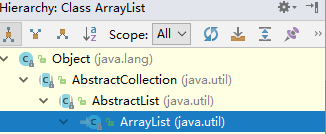 Hierarchy: Class ArrayList
Scope: All
Object (java.lang)
AbstractCollection (java.util)
AbstractList (java.util)
ArrayList (java.util)